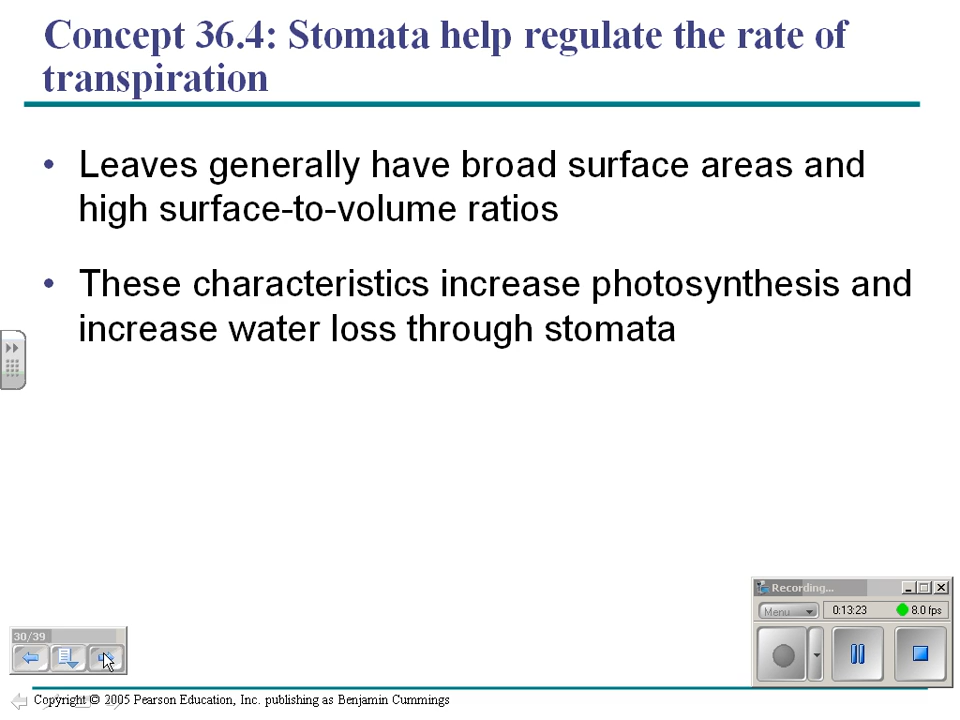 Concept 36.4: Stomata help regulate the rate of
transpiration
• Leaves generally have broad surface areas and
high surface-to-volume ratios
• These characteristics increase photosynthesis and
increase water loss through stomata
Recording...
Menu
0:13:23
8.0 fps
30/39
Copyright © 2005 Pearson Education, Inc. publishing as Benjamin Cummings